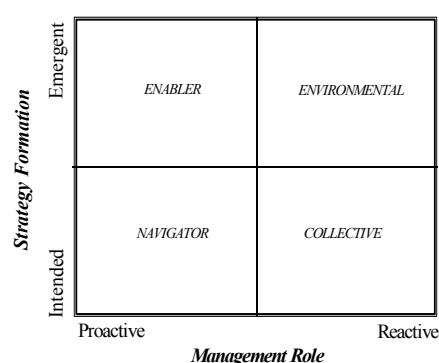 Strategy Formation
Emergent
Intended
ENABLER
ENVIRONMENTAL
NAVIGATOR
COLLECTIVE
Proactive
Reactive
Management Role